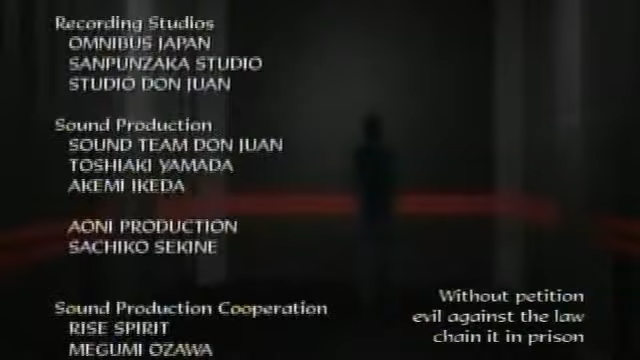 Recording Studios
OMNIBUS JAPAN
SANPUNZAKA STUDIO
STUDIO DON JUAN
Sound Production
SOUND TEAM DON JUAN
TOSHIAKI YAMADA
AKEMI IKEDA
AONI PRODUCTION
SACHIKO SEKINE
Sound Production Cooperation
RISE SPIRIT
MEGUMI OZAWA
Without petition
evil against the law
chain it in prison